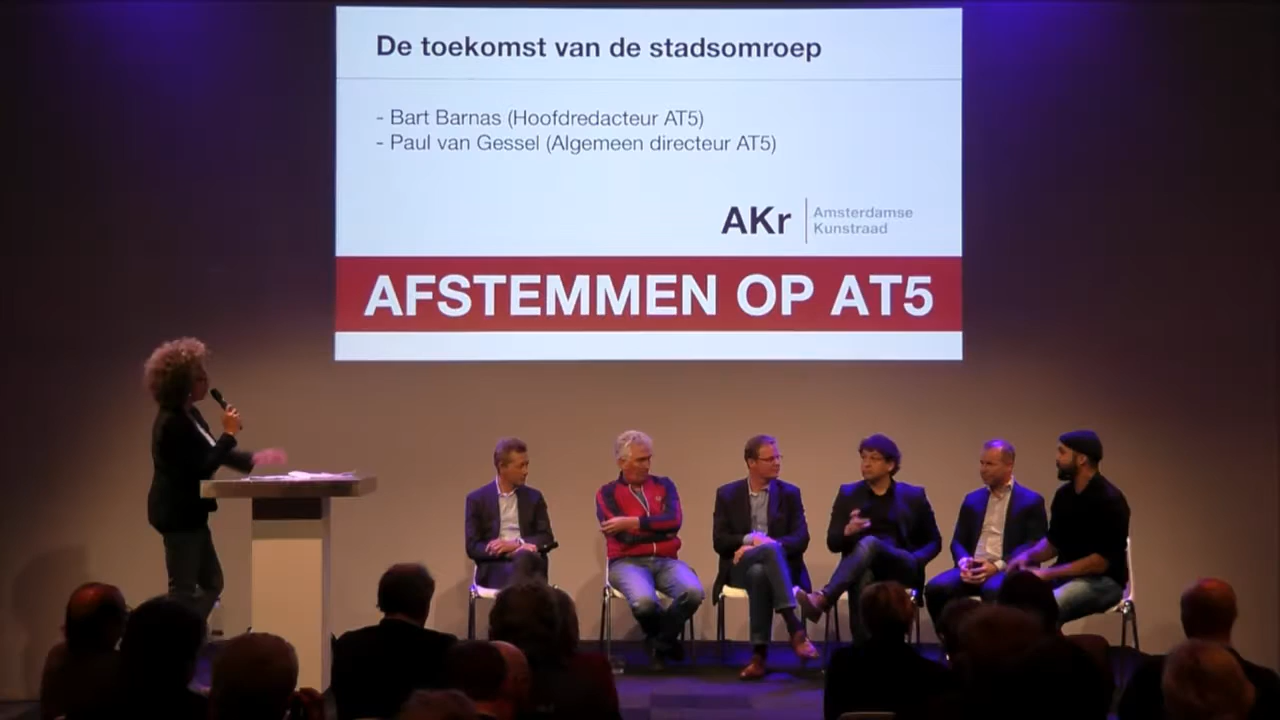 De toekomst van de stadsomroep
- Bart Barnas (Hoofdredacteur AT5)
- Paul van Gessel (Algemeen directeur AT5)
AKr
Amsterdamse
Kunstraad
AFSTEMMEN OP AT5